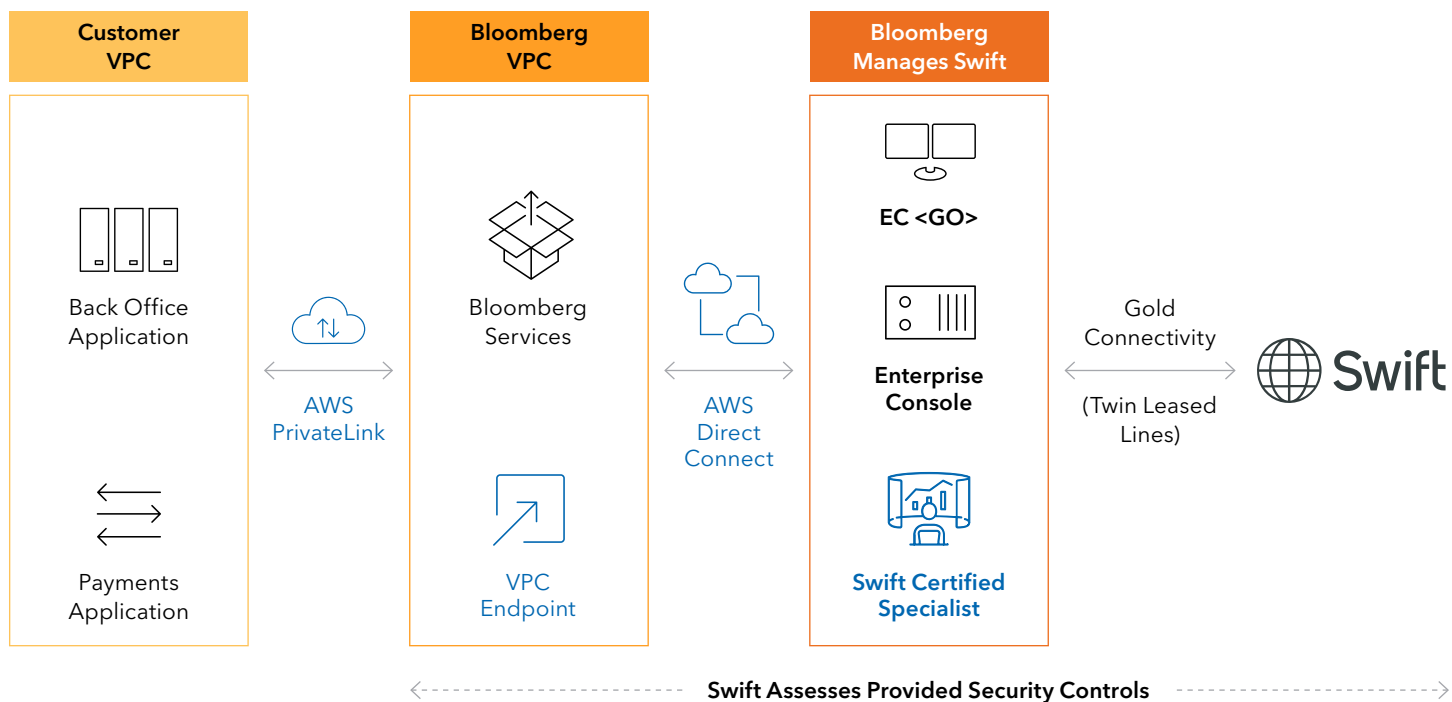 Customer
VPC
Back Office
Application
Payments
Application
AWS
PrivateLink
Bloomberg
VPC
Bloomberg
Services
VPC
Endpoint
AWS
Direct
Connect
Bloomberg
Manages Swift
EC <GO>
Enterprise
Console
Swift Certified
Specialist
Gold
Connectivity
(Twin Leased
Lines)
Swift
Swift Assesses Provided Security Controls